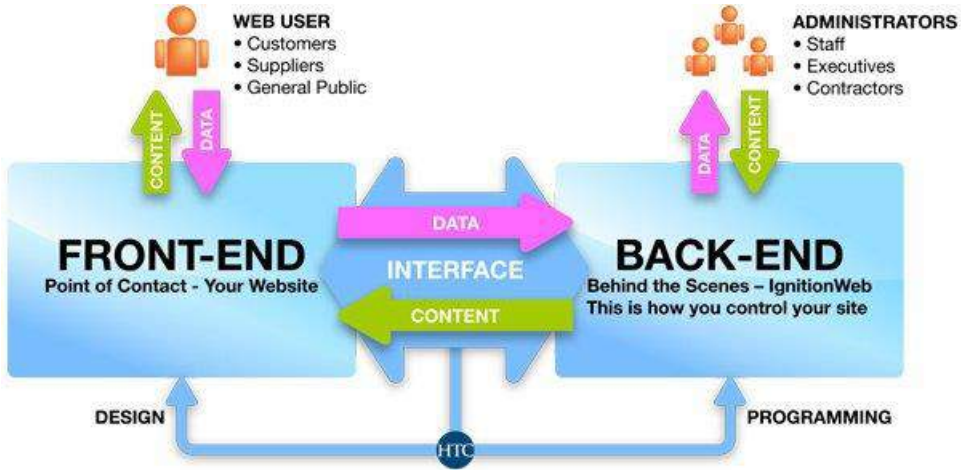 WEB USER
• Customers
• Suppliers
• General Public
ADMINISTRATORS
• Staff
• Executives
• Contractors
CONTENT
DATA
DATA
CONTENT
FRONT-END
Point of Contact - Your Website
DATA
INTERFACE
CONTENT
BACK-END
Behind the Scenes – IgnitionWeb
This is how you control your site
DESIGN
PROGRAMMING
HTC